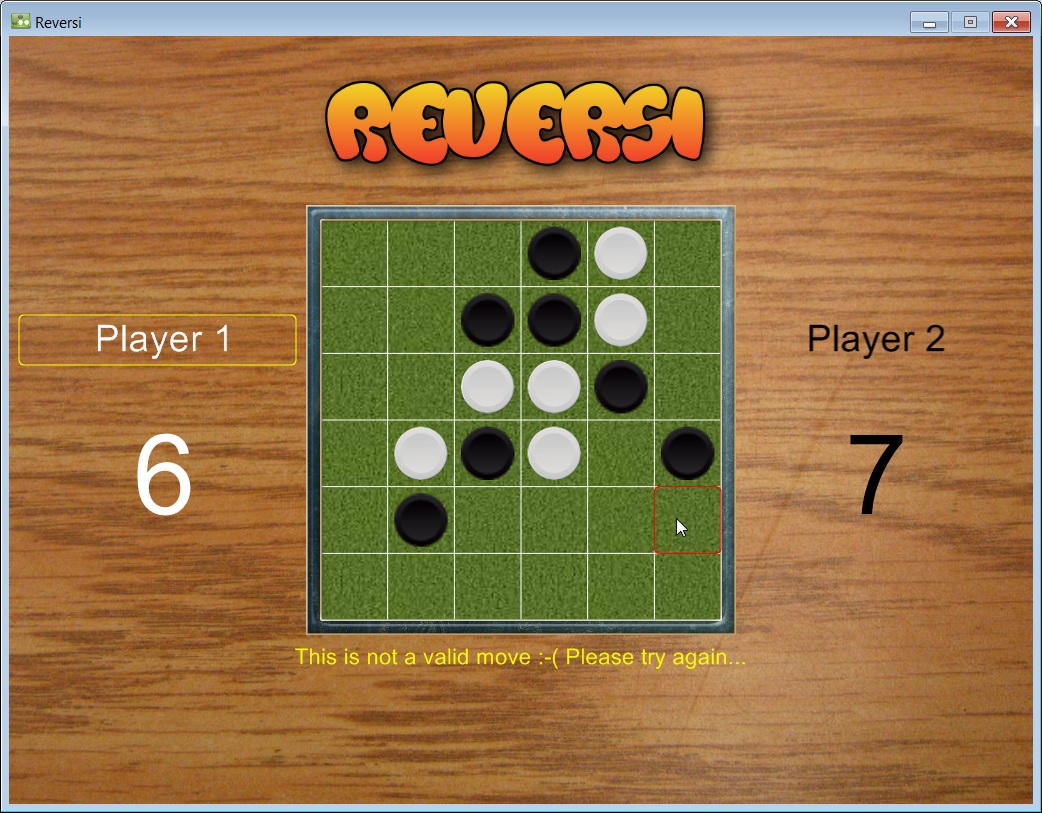 Reversi
REVERSI
Player 1
Player 2
6
7
This is not a valid move :-( Please try again...